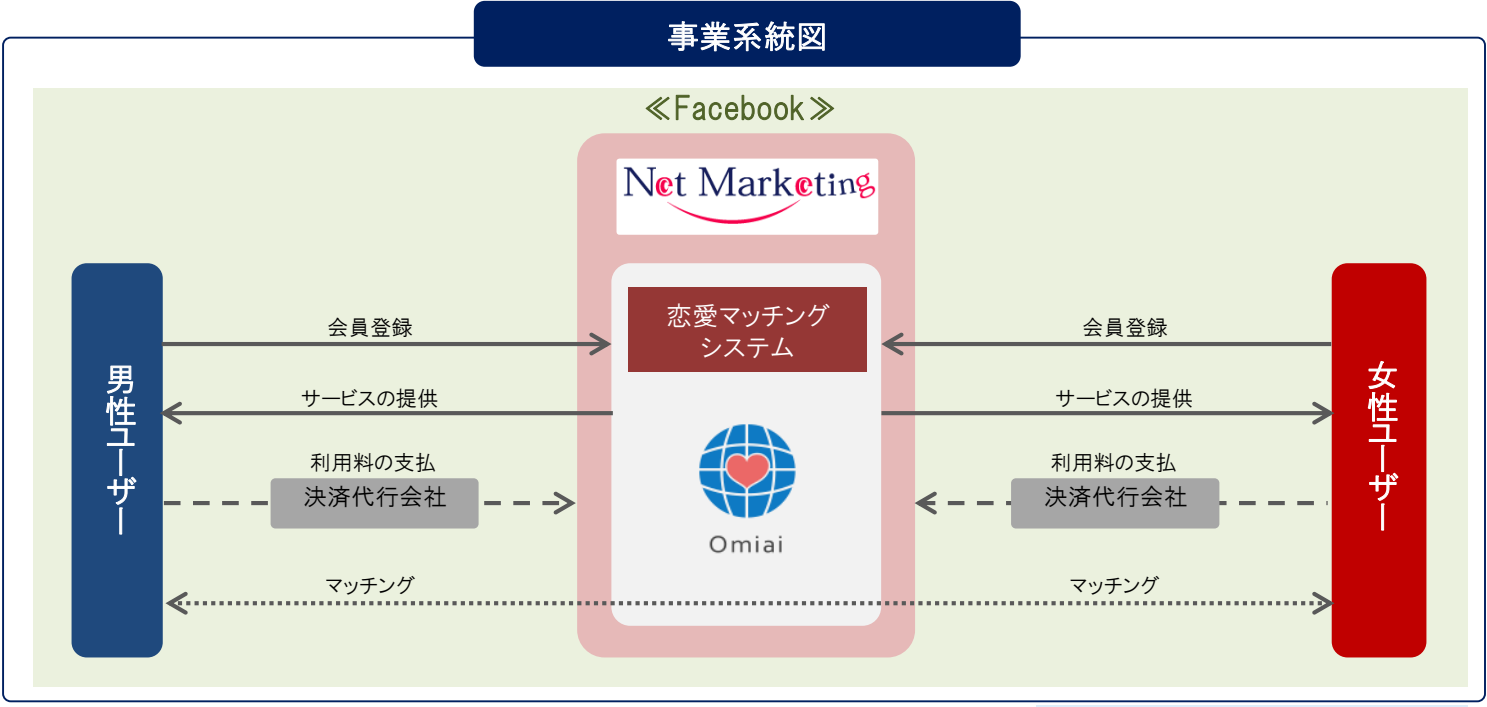 事業系統図
≪Facebook≫
Net Marketing
恋愛マッチング
システム
Omiai
男性ユーザー
会員登録
サービスの提供
利用料の支払
決済代行会社
マッチング
会員登録
サービスの提供
利用料の支払
決済代行会社
マッチング
女性ユーザー